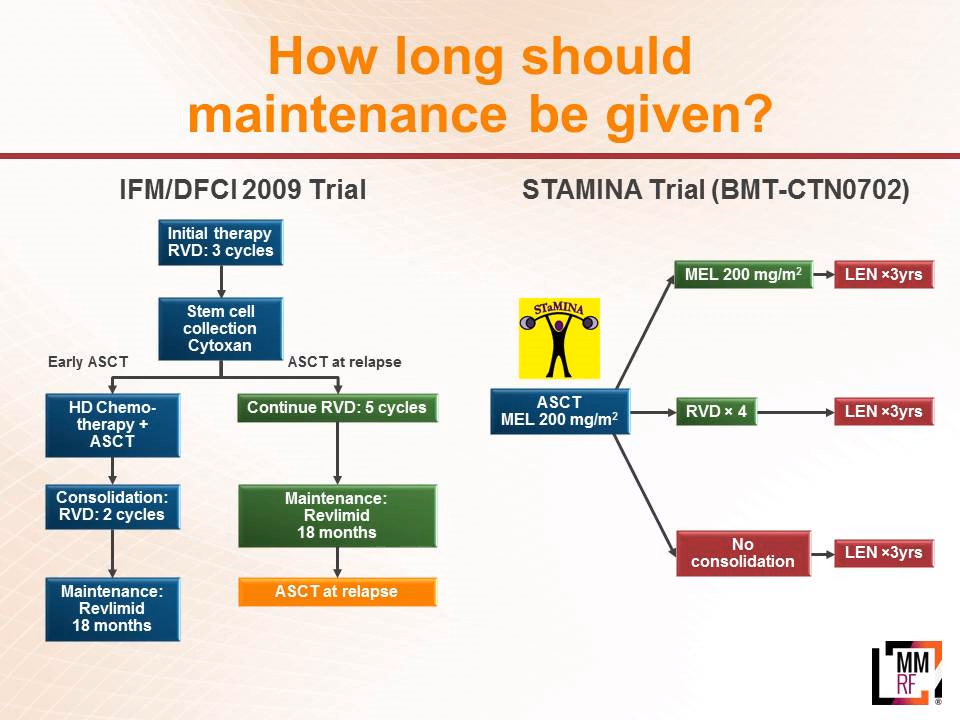 How long should
maintenance be given?
IFM/DFCI 2009 Trial
Initial therapy
RVD: 3 cycles
Stem cell
collection
Cytoxan
Early ASCT
ASCT at relapse
HD Chemo-
therapy +
ASCT
Continue RVD: 5 cycles
Consolidation:
RVD: 2 cycles
Maintenance:
Revlimid
18 months
Maintenance:
Revlimid
18 months
ASCT at relapse
STAMINA Trial (BMT-CTN0702)
STaMINA
ASCT
MEL 200 mg/m²
MEL 200 mg/m²
LEN ×3yrs
RVD × 4
LEN ×3yrs
No
consolidation
LEN ×3yrs
MM
RF
®